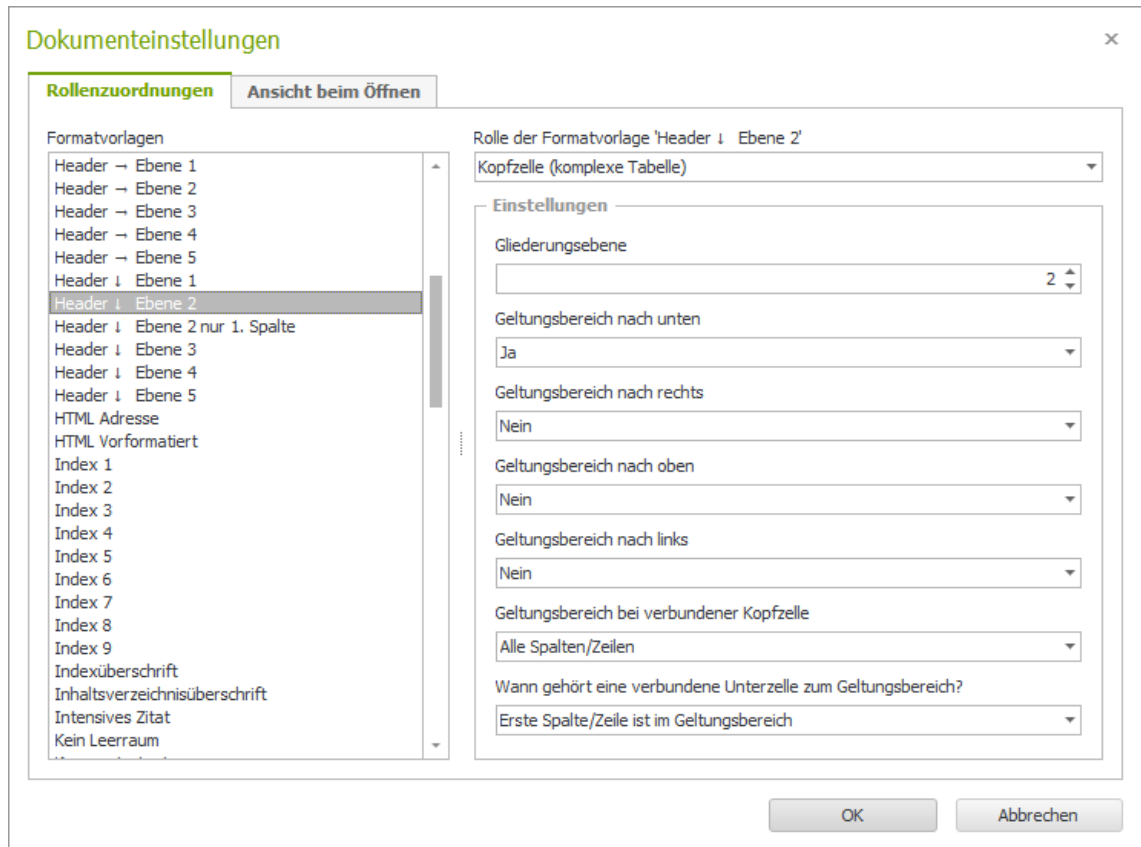 Dokumenteinstellungen
Rollenzuordnungen
Ansicht beim Öffnen
Formatvorlagen
Header → Ebene 1
Header → Ebene 2
Header → Ebene 3
Header → Ebene 4
Header → Ebene 5
Header ↓ Ebene 1
Header ↓ Ebene 2
Header ↓ Ebene 2 nur 1. Spalte
Header ↓ Ebene 3
Header ↓ Ebene 4
Header ↓ Ebene 5
HTML Adresse
HTML Vorformatiert
Index 1
Index 2
Index 3
Index 4
Index 5
Index 6
Index 7
Index 8
Index 9
Indexüberschrift
Inhaltsverzeichnisüberschrift
Intensives Zitat
Kein Leerraum
Rolle der Formatvorlage 'Header ↓ Ebene 2'
Kopfzelle (komplexe Tabelle)
Einstellungen
Gliederungsebene
2
Geltungsbereich nach unten
Ja
Geltungsbereich nach rechts
Nein
Geltungsbereich nach oben
Nein
Geltungsbereich nach links
Nein
Geltungsbereich bei verbundener Kopfzelle
Alle Spalten/Zeilen
Wann gehört eine verbundene Unterzelle zum Geltungsbereich?
Erste Spalte/Zeile ist im Geltungsbereich
OK
Abbrechen